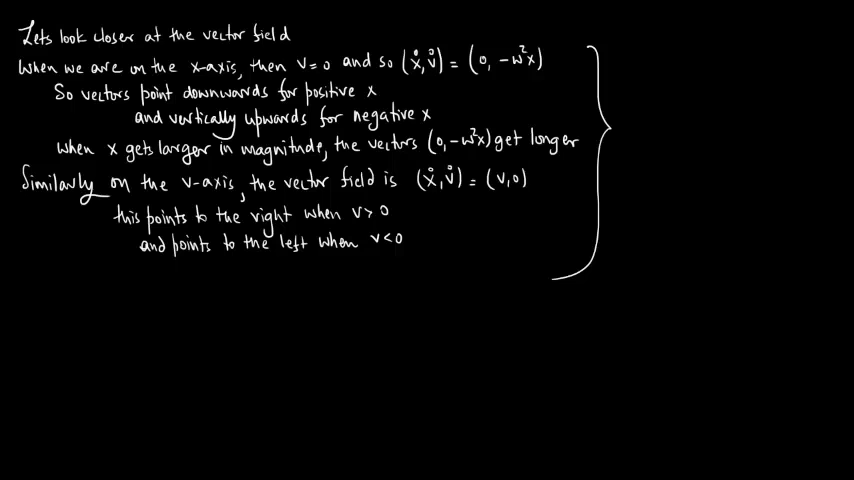 Lets look closer at the vector field
When we are on the x-axis, then v=0 and so (ẋ, v̇) = (0, -ω²x)
So vectors point downwards for positive x
and vertically upwards for negative x
When x gets larger in magnitude, the vectors (0, -ω²x) get longer
Similarly on the v-axis, the vector field is (ẋ, v̇) = (v, 0)
this points to the right when v > 0
and points to the left when v < 0